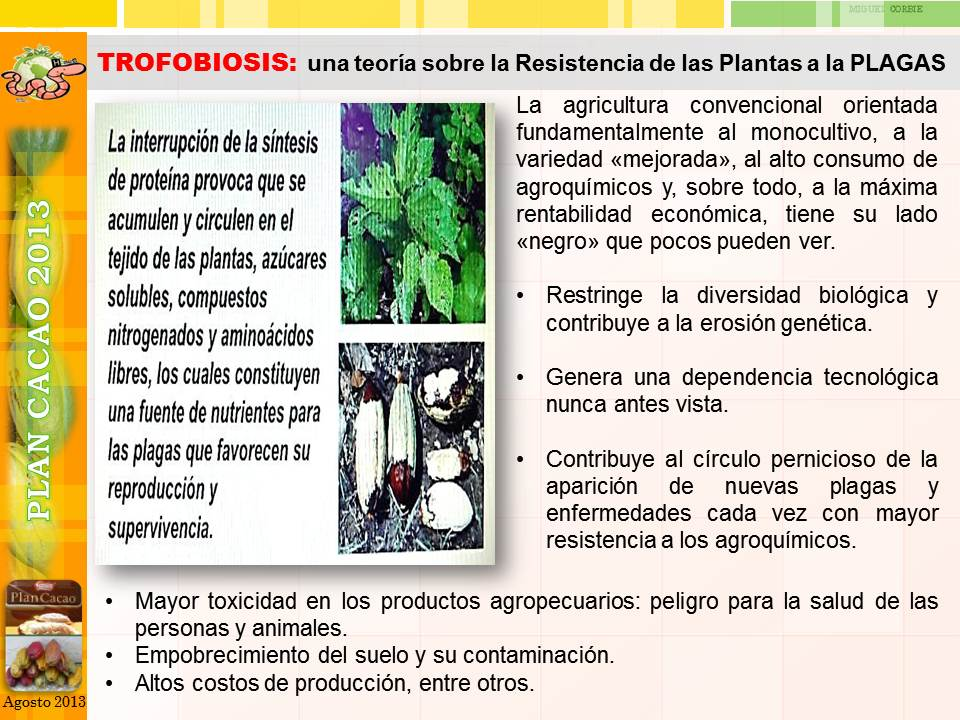 MIGUEL CORBIE
TROFOBIOSIS: una teoría sobre la Resistencia de las Plantas a la PLAGAS
La interrupción de la síntesis
de proteína provoca que se
acumulen y circulen en el
tejido de las plantas, azúcares
solubles, compuestos
nitrogenados y aminoácidos
libres, los cuales constituyen
una fuente de nutrientes para
las plagas que favorecen su
reproducción y
supervivencia.
La agricultura convencional orientada
fundamentalmente al monocultivo, a la
variedad «mejorada», al alto consumo de
agroquímicos y, sobre todo, a la máxima
rentabilidad económica, tiene su lado
«negro» que pocos pueden ver.
• Restringe la diversidad biológica y
contribuye a la erosión genética.
• Genera una dependencia tecnológica
nunca antes vista.
• Contribuye al círculo pernicioso de la
aparición de nuevas plagas y
enfermedades cada vez con mayor
resistencia a los agroquímicos.
• Mayor toxicidad en los productos agropecuarios: peligro para la salud de las
personas y animales.
• Empobrecimiento del suelo y su contaminación.
• Altos costos de producción, entre otros.
PLAN CACAO 2013
Plan Cacao
Agosto 2013